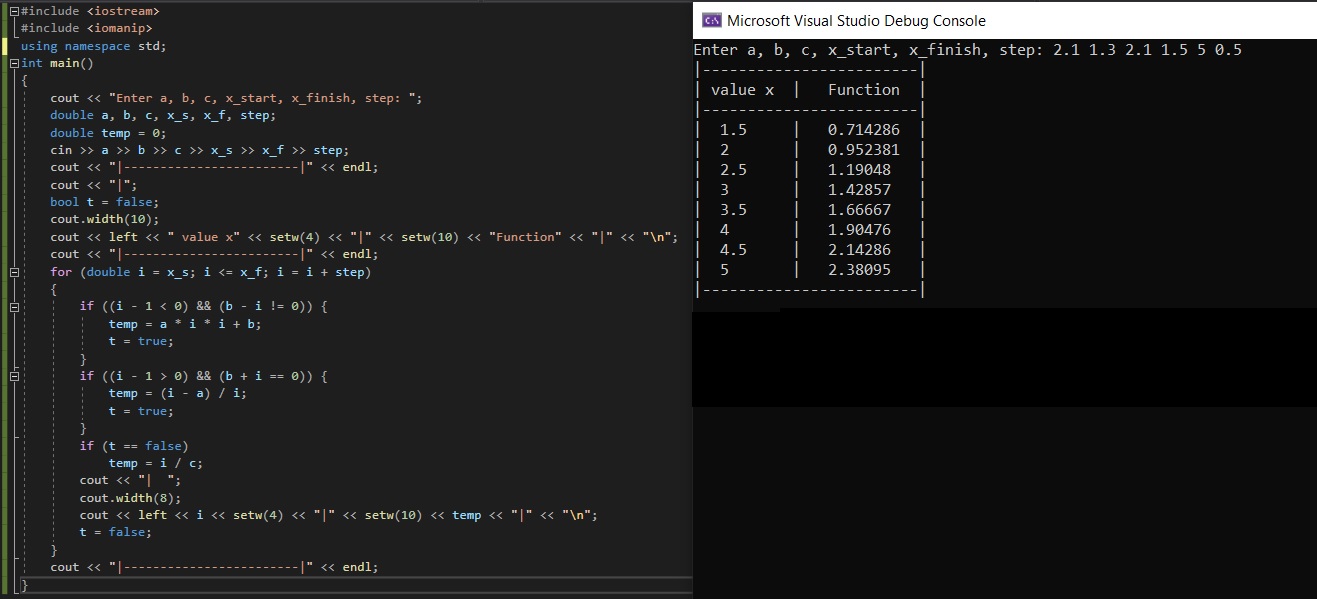 #include <iostream>
#include <iomanip>
using namespace std;
int main()
{
cout << "Enter a, b, c, x_start, x_finish, step: ";
double a, b, c, x_s, x_f, step;
double temp = 0;
cin >> a >> b >> c >> x_s >> x_f >> step;
cout << "|------------------------|" << endl;
cout << "|";
bool t = false;
cout.width(10);
cout << left << " value x" << setw(4) << "|" << setw(10) << "Function" << "|" << "\n";
cout << "|------------------------|" << endl;
for (double i = x_s; i <= x_f; i = i + step)
{
if ((i - 1 < 0) && (b - i != 0)) {
temp = a * i * i + b;
t = true;
}
if ((i - 1 > 0) && (b + i == 0)) {
temp = (i - a) / i;
t = true;
}
if (t == false)
temp = i / c;
cout << "|  ";
cout.width(8);
cout << left << i << setw(4) << "|" << setw(10) << temp << "|" << "\n";
t = false;
}
cout << "|------------------------|" << endl;
}
Microsoft Visual Studio Debug Console
Enter a, b, c, x_start, x_finish, step: 2.1 1.3 2.1 1.5 5 0.5
|------------------------|
| value x  |   Function  |
|------------------------|
|  1.5     |   0.714286  |
|  2       |   0.952381  |
|  2.5     |   1.19048   |
|  3       |   1.42857   |
|  3.5     |   1.66667   |
|  4       |   1.90476   |
|  4.5     |   2.14286   |
|  5       |   2.38095   |
|------------------------|